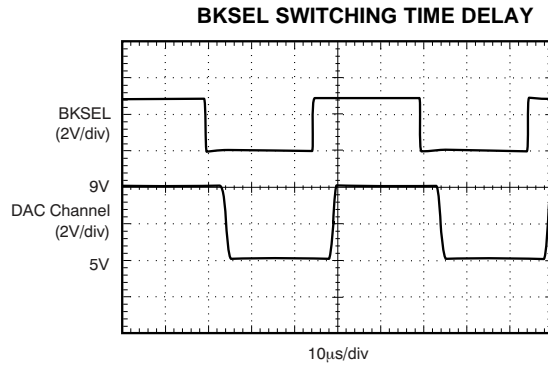 BKSEL SWITCHING TIME DELAY
BKSEL
(2V/div)
9V
DAC Channel
(2V/div)
5V
10μs/div